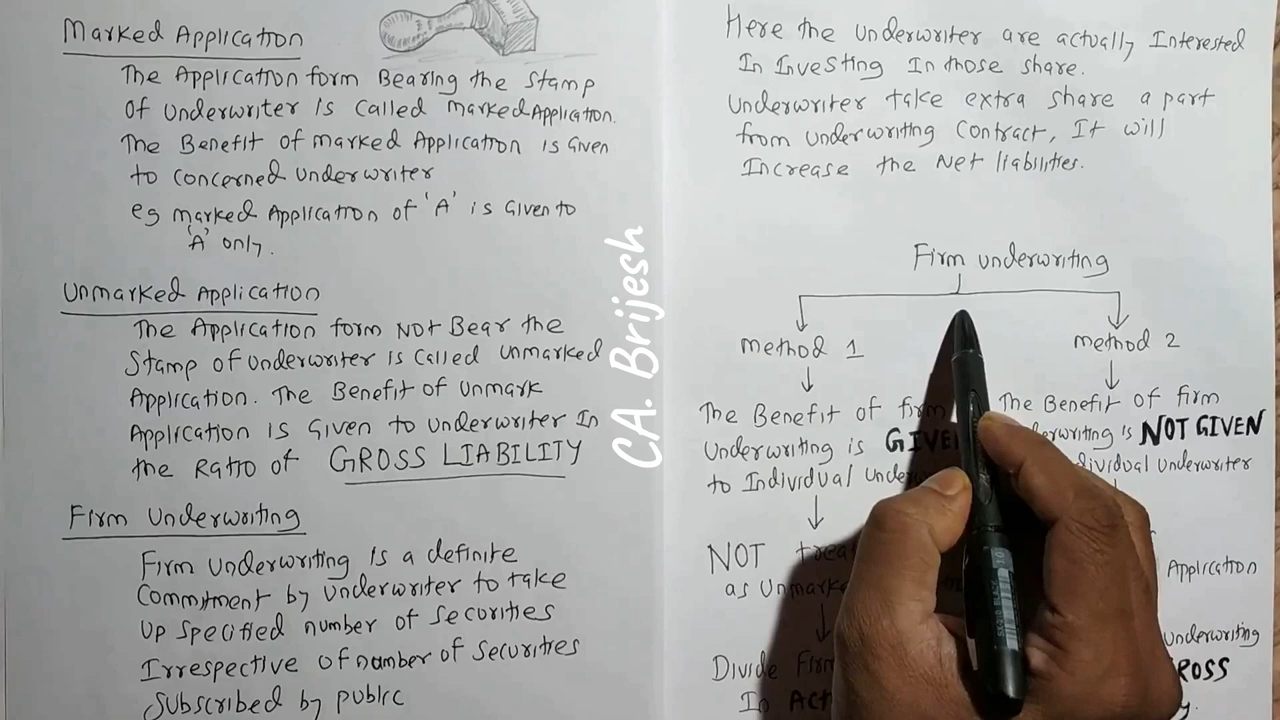 Marked Application
The Application form Bearing the Stamp
of Underwriter is called Marked Application.
The Benefit of marked Application is Given
to concerned Underwriter
eg marked Application of 'A' is Given to
'A' only.
Unmarked Application
The Application form NOT Bear the
Stamp of Underwriter is Called Unmarked
Application. The Benefit of Unmark
Application is Given to Underwriter In
the Ratio of GROSS LIABILITY
Firm Underwriting
Firm Underwriting is a definite
Commitment by Underwriter to take
Up Specified number of Securities
Irrespective of number of Securities
Subscribed by public
CA. Brijesh
Here the Underwriter are actually Interested
In Investing In those share.
Underwriter take extra share a part
from Underwriting Contract, It will
Increase the Net liabilities.
Firm underwriting
Method 1
The Benefit of firm
Underwriting is
to Individual
NOT
as
Divide
In
Method 2
The Benefit of firm
is NOT GIVEN
Individual Underwriter
Application
Underwriting